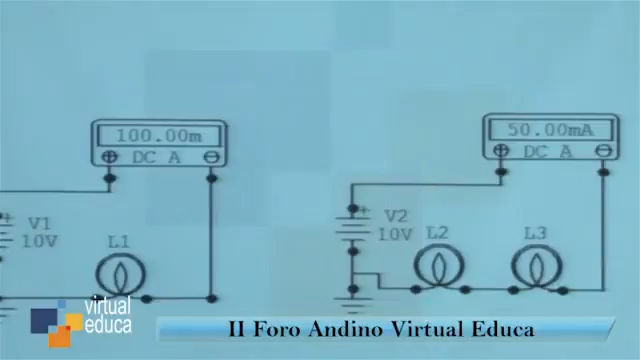 100.00m
DC A
V1
10V
L1
50.00mA
DC A
V2
10V
L2
L3
virtual
educa
II Foro Andino Virtual Educa